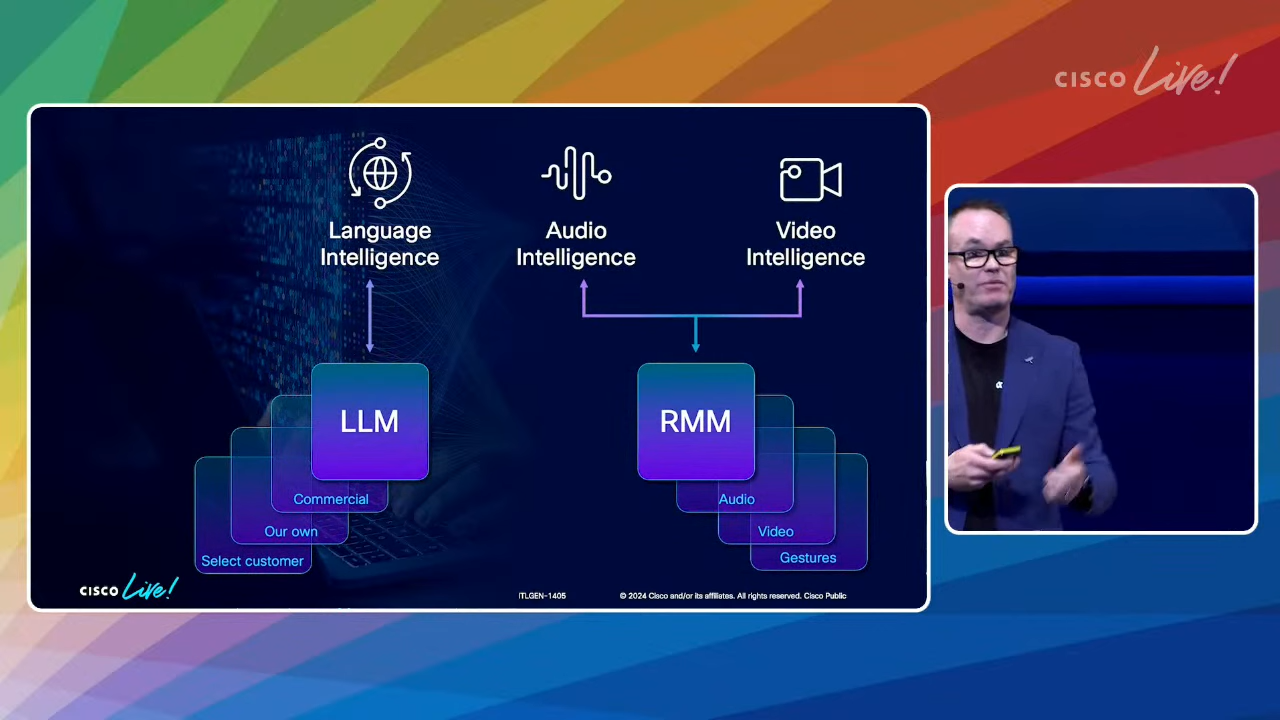 CISCO Live!
Language
Intelligence
Audio
Intelligence
Video
Intelligence
LLM
Commercial
Our own
Select customer
RMM
Audio
Video
Gestures
CISCO Live!
ITLGEN-1405
© 2024 Cisco and/or its affiliates. All rights reserved. Cisco Public